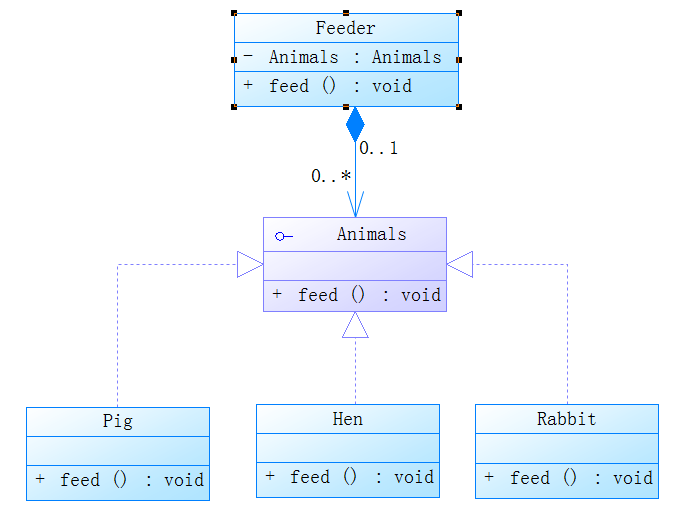 Feeder
- Animals : Animals
+ feed () : void
0..1
0..*
Animals
+ feed () : void
Pig
+ feed () : void
Hen
+ feed () : void
Rabbit
+ feed () : void